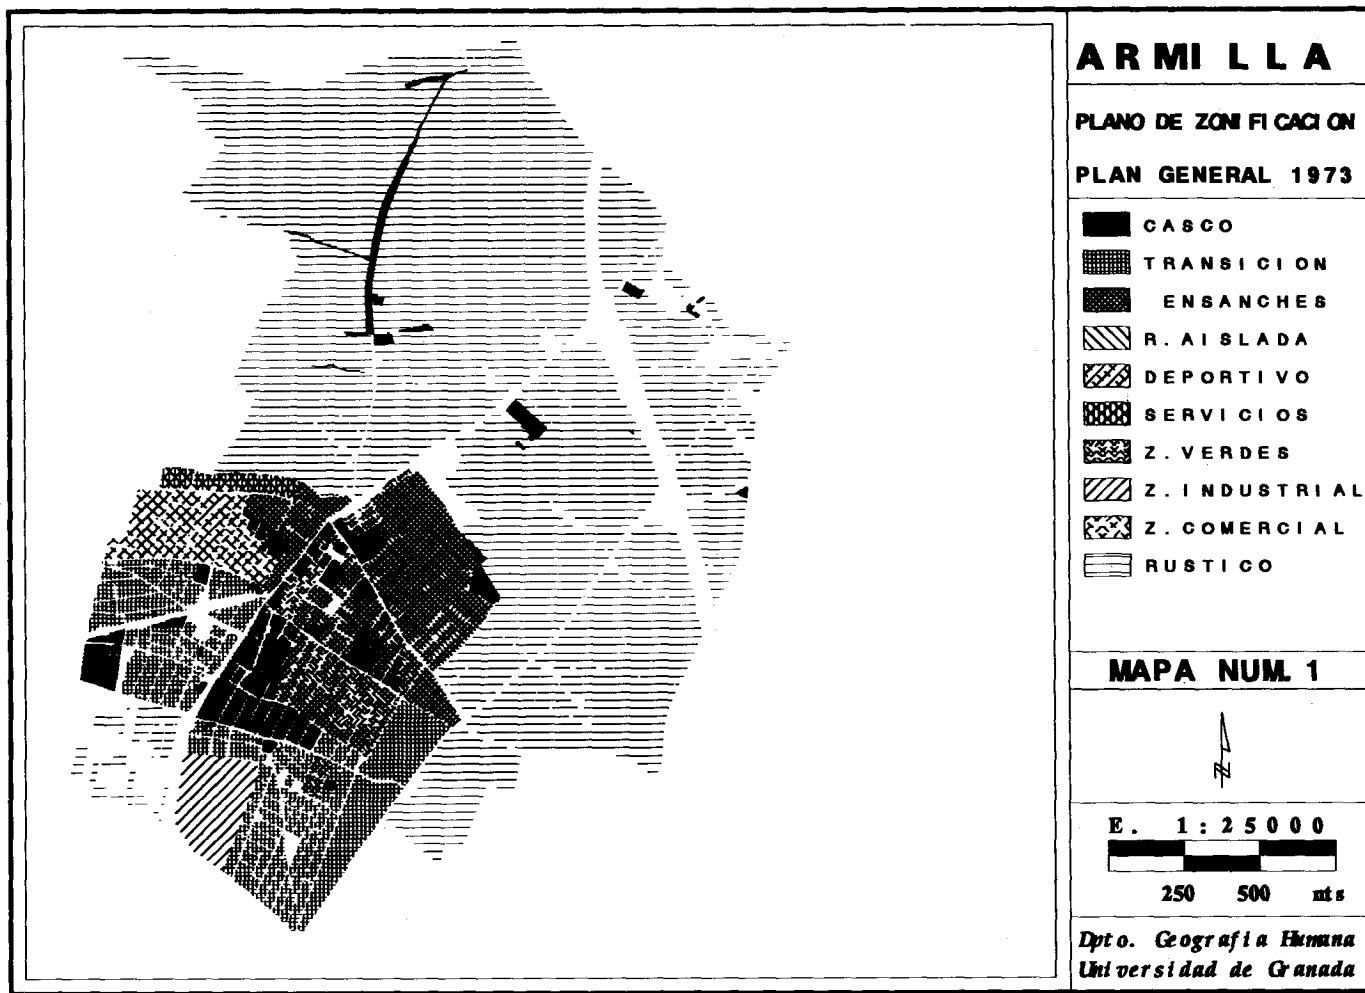 ARMILLA
PLANO DE ZONIFICACION
PLAN GENERAL 1973
CASCO
TRANSICION
ENSANCHES
R. AISLADA
DEPORTIVO
SERVICIOS
Z. VERDES
Z. INDUSTRIAL
Z. COMERCIAL
RUSTICO
MAPA NUM. 1
E. 1:25000
250 500 mts
Dpto. Geografia Humana
Universidad de Granada